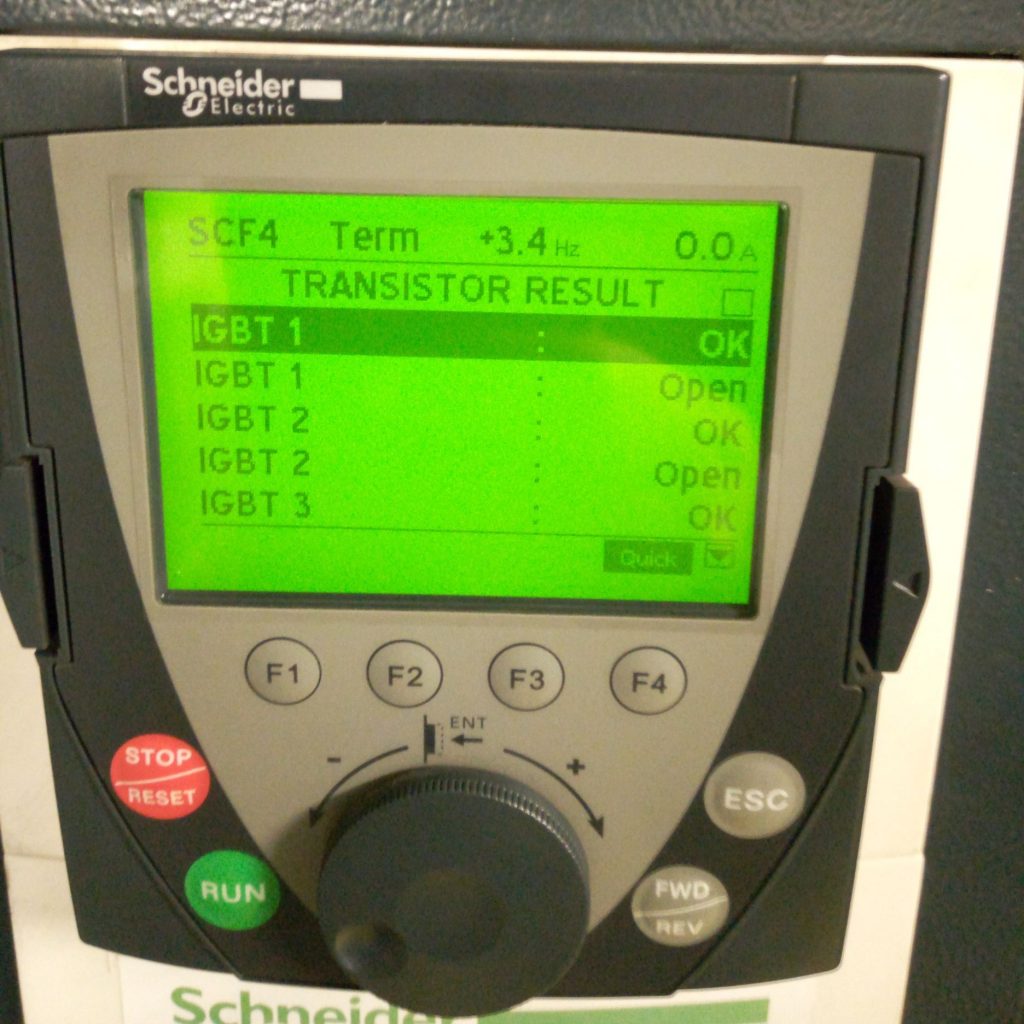 Schneider
Electric
SCF4 Term +3.4 Hz 0.0 A
TRANSISTOR RESULT
IGBT 1 : OK
IGBT 1 : Open
IGBT 2 : OK
IGBT 2 : Open
IGBT 3 : OK
Quick
F1 F2 F3 F4
ENT
- +
STOP
RESET
ESC
RUN
FWD
REV
Schneider